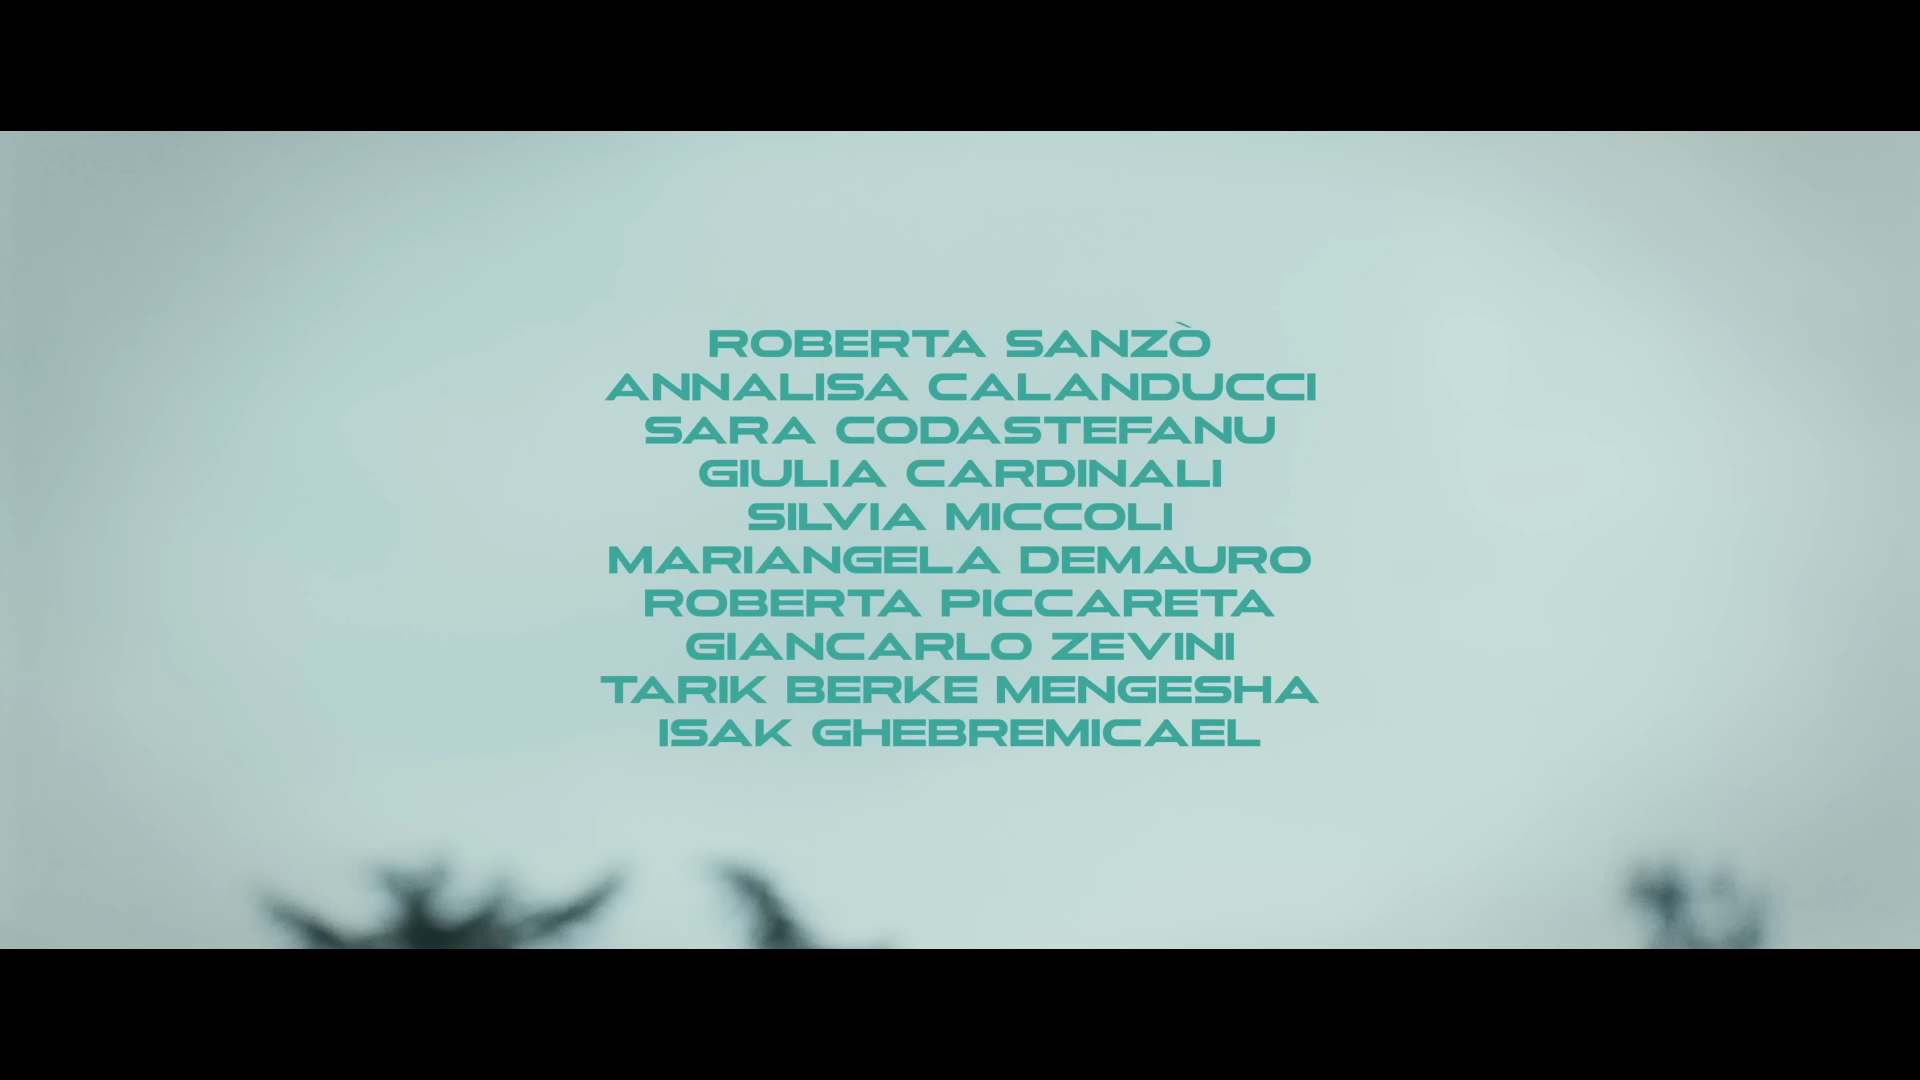 ROBERTA SANZÒ
ANNALISA CALANDUCCI
SARA CODASTEFANU
GIULIA CARDINALI
SILVIA MICCOLI
MARIANGELA DEMAURO
ROBERTA PICCARETA
GIANCARLO ZEVINI
TARIK BERKE MENGESHA
ISAK GHEBREMICAEL